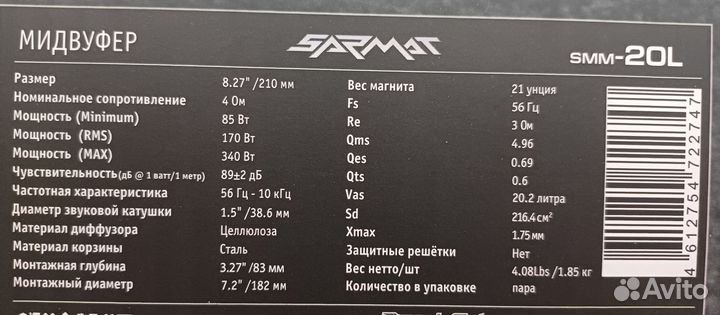 МИДВУФЕР
SARMAT
SMM-20L
Размер 8.27" /210 мм
Номинальное сопротивление 4 Ом
Мощность (Minimum) 85 Вт
Мощность (RMS) 170 Вт
Мощность (MAX) 340 Вт
Чувствительность(дБ @ 1 ватт/1 метр) 89±2 дБ
Частотная характеристика 56 Гц - 10 кГц
Диаметр звуковой катушки 1.5" /38.6 мм
Материал диффузора Целлюлоза
Материал корзины Сталь
Монтажная глубина 3.27" /83 мм
Монтажный диаметр 7.2" /182 мм
Вес магнита 21 унция
Fs 56 Гц
Re 3 Ом
Qms 4.96
Qes 0.69
Qts 0.6
Vas 20.2 литра
Sd 216.4 см²
Xmax 1.75 мм
Защитные решётки Нет
Вес нетто/шт 4.08Lbs /1.85 кг
Количество в упаковке пара
4 612754 722747
Avito